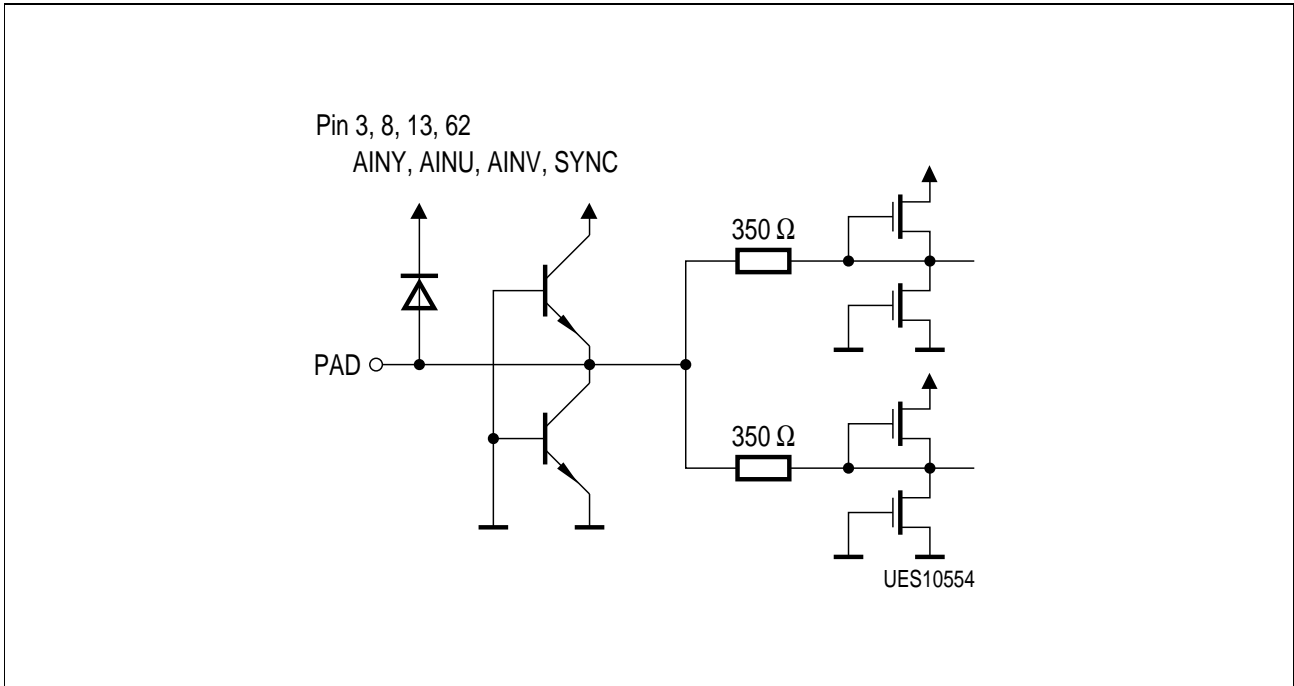 Pin 3, 8, 13, 62
AINY, AINU, AINV, SYNC
350 Ω
PAD
350 Ω
UES10554